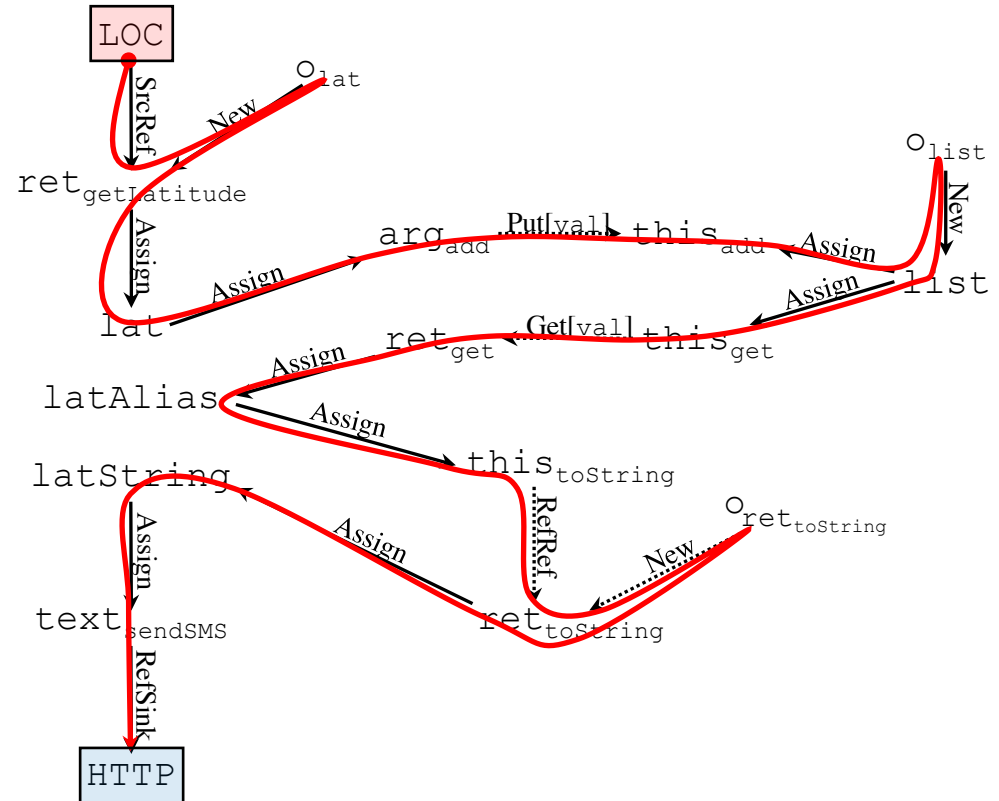 LOC
SrcRef
o_lat
New
ret_getLatitude
o_list
New
Assign
arg_add
Put[val]
this_add
Assign
Assign
lat
list
Assign
ret_get
Get[val]
this_get
Assign
latAlias
Assign
this_toString
latString
RefRef
o_ret_toString
Assign
Assign
New
text_sendSMS
ret_toString
RefSink
HTTP